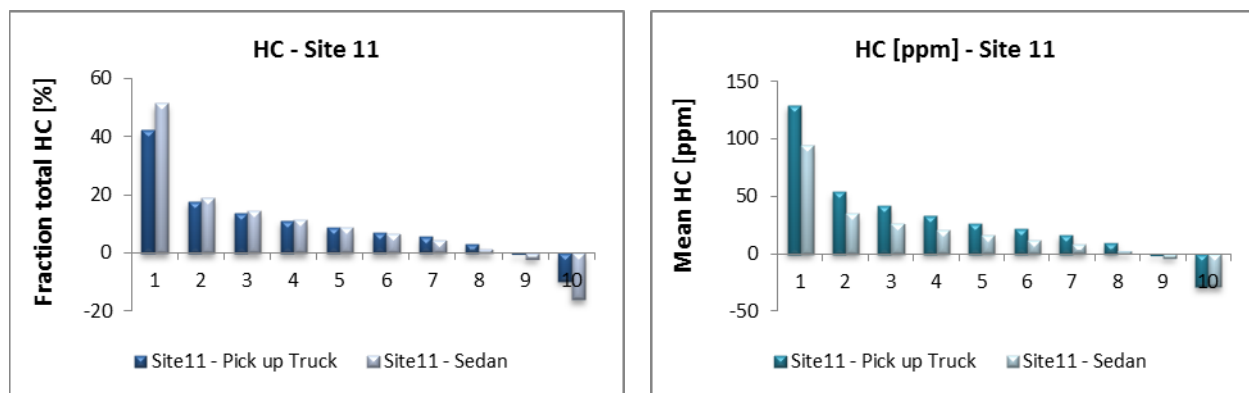 HC - Site 11
Fraction total HC [%]
60
40
20
0
-20
1 2 3 4 5 6 7 8 9 10
Site11 - Pick up Truck Site11 - Sedan
HC [ppm] - Site 11
Mean HC [ppm]
150
100
50
0
-50
1 2 3 4 5 6 7 8 9 10
Site11 - Pick up Truck Site11 - Sedan